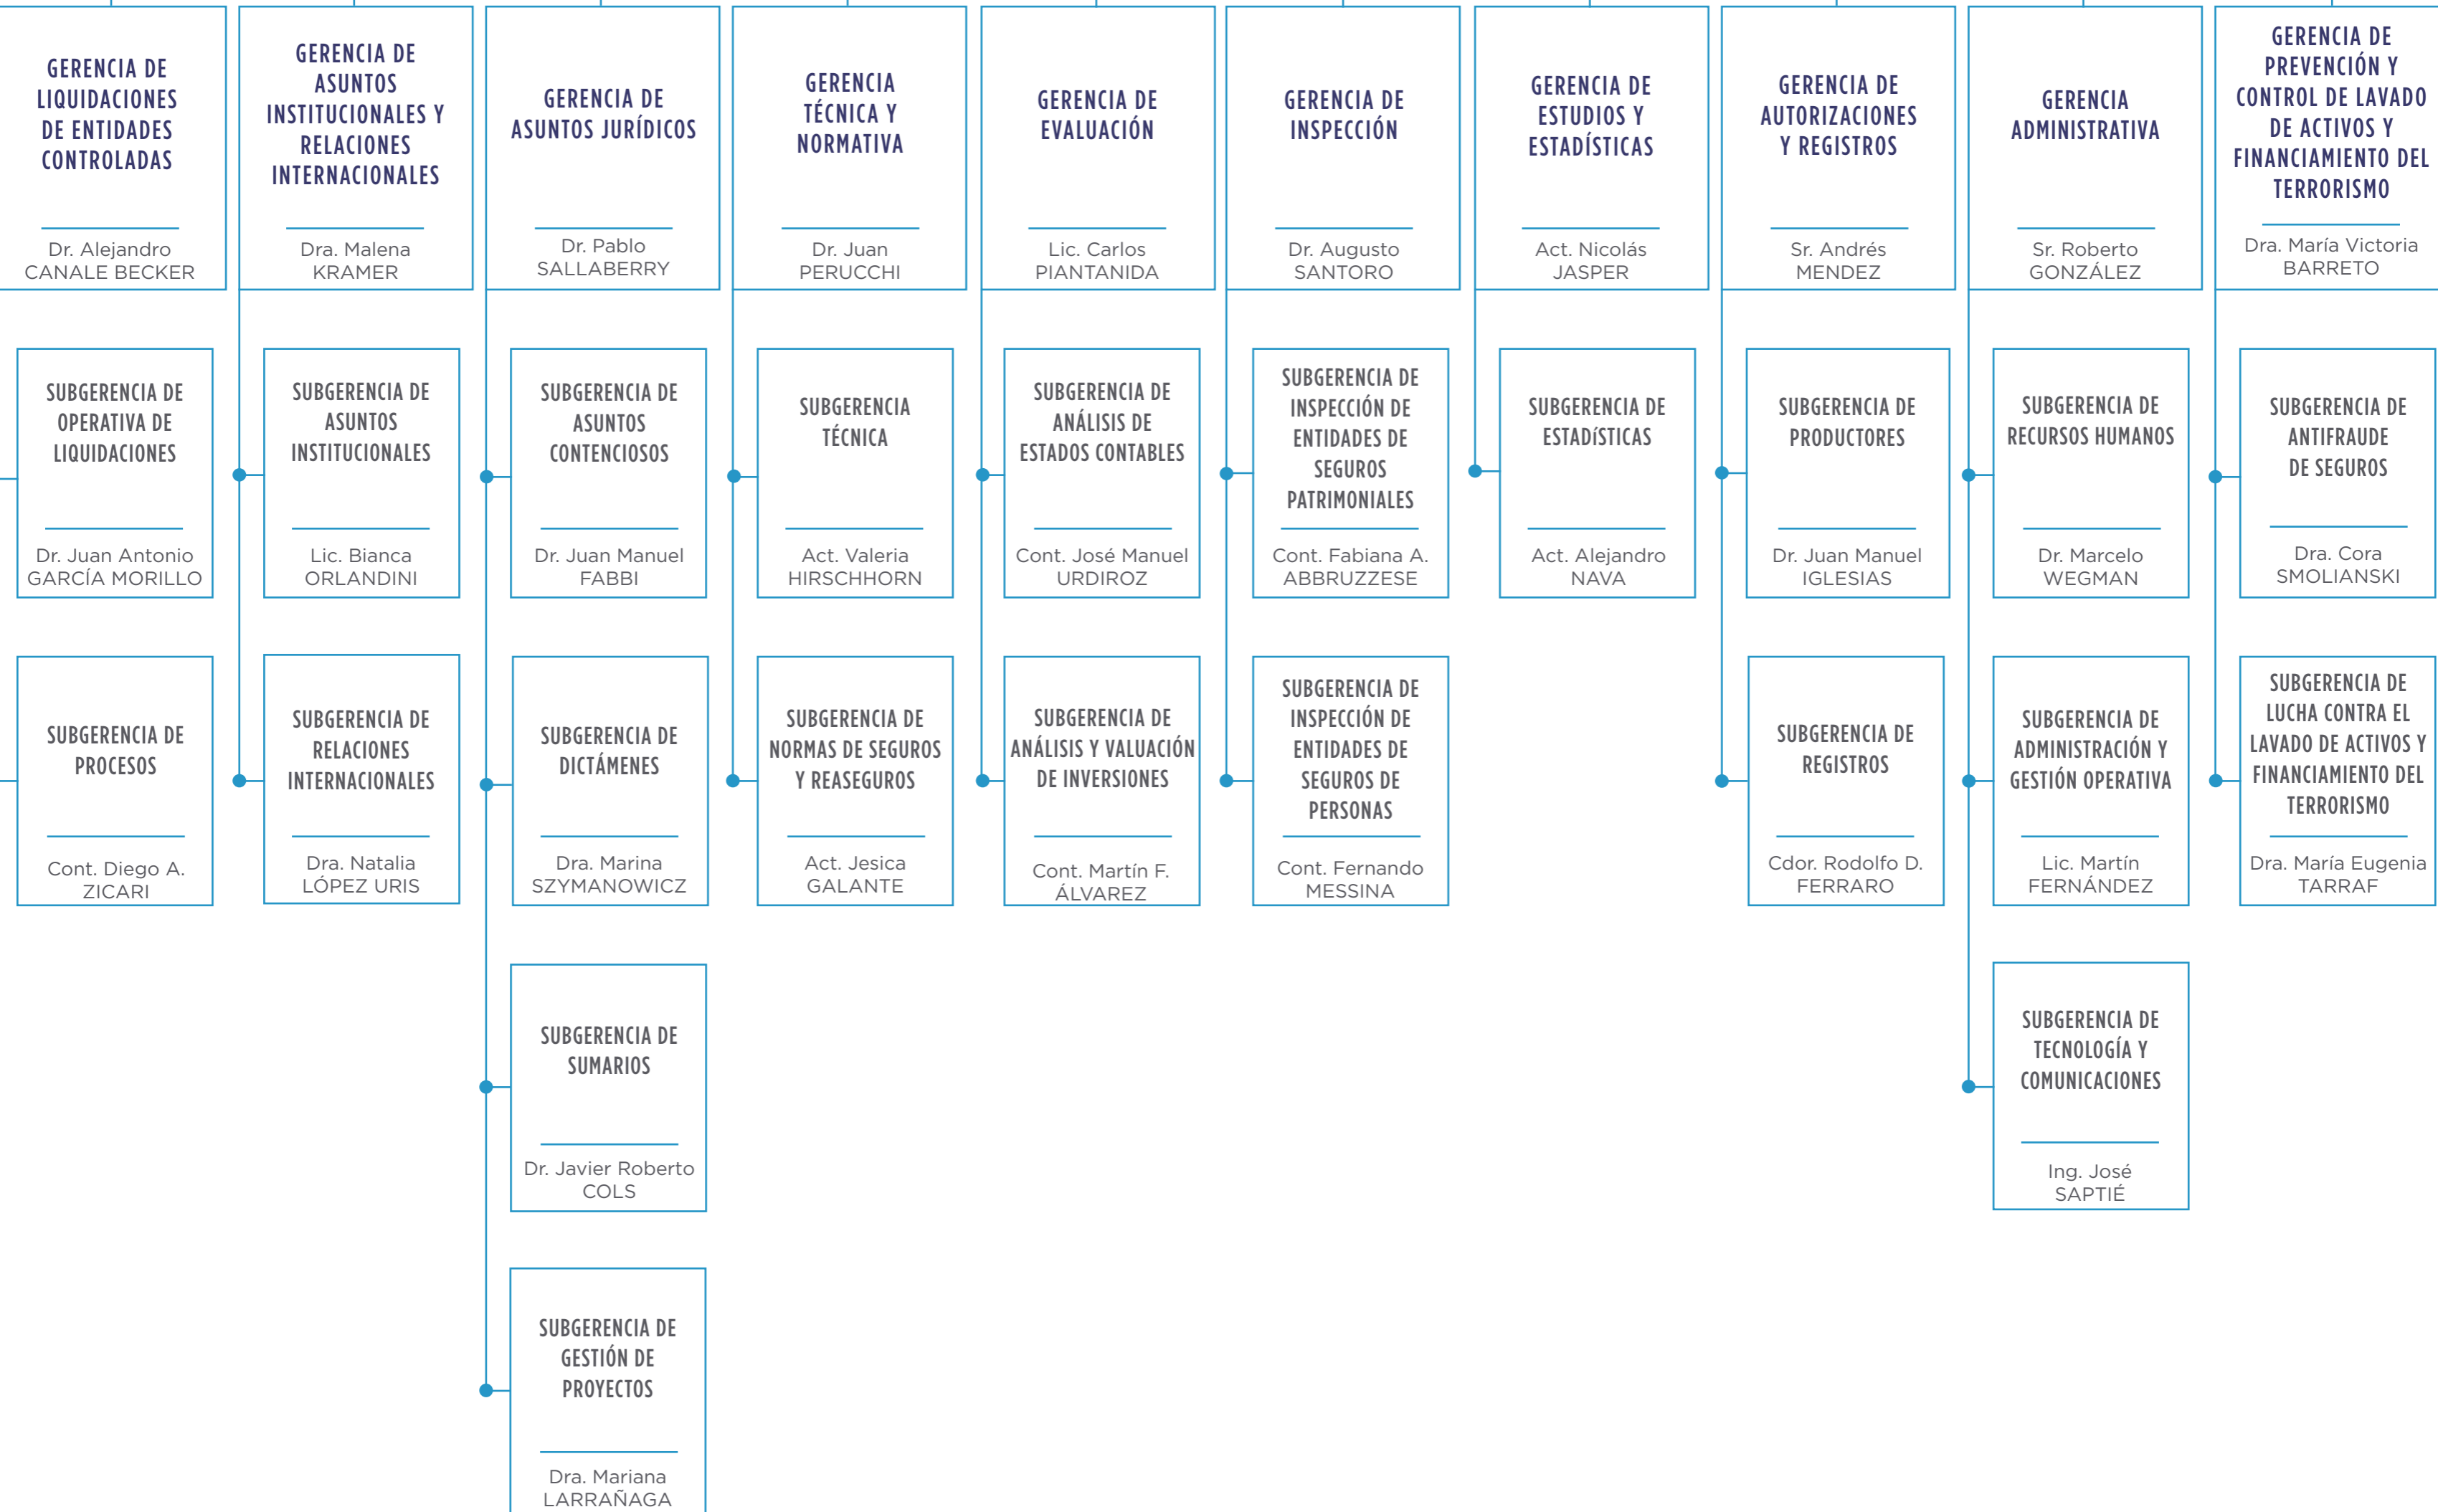 GERENCIA DE
LIQUIDACIONES
DE ENTIDADES
CONTROLADAS
Dr. Alejandro
CANALE BECKER
GERENCIA DE
ASUNTOS
INSTITUCIONALES Y
RELACIONES
INTERNACIONALES
Dra. Malena
KRAMER
GERENCIA DE
ASUNTOS JURÍDICOS
Dr. Pablo
SALLABERRY
GERENCIA
TÉCNICA Y
NORMATIVA
Dr. Juan
PERUCCHI
GERENCIA DE
EVALUACIÓN
Lic. Carlos
PIANTANIDA
GERENCIA DE
INSPECCIÓN
Dr. Augusto
SANTORO
GERENCIA DE
ESTUDIOS Y
ESTADÍSTICAS
Act. Nicolás
JASPER
GERENCIA DE
AUTORIZACIONES
Y REGISTROS
Sr. Andrés
MENDEZ
GERENCIA
ADMINISTRATIVA
Sr. Roberto
GONZÁLEZ
GERENCIA DE
PREVENCIÓN Y
CONTROL DE LAVADO
DE ACTIVOS Y
FINANCIAMIENTO DEL
TERRORISMO
Dra. María Victoria
BARRETO
SUBGERENCIA DE
OPERATIVA DE
LIQUIDACIONES
Dr. Juan Antonio
GARCÍA MORILLO
SUBGERENCIA DE
ASUNTOS
INSTITUCIONALES
Lic. Bianca
ORLANDINI
SUBGERENCIA DE
ASUNTOS
CONTENCIOSOS
Dr. Juan Manuel
FABBI
SUBGERENCIA
TÉCNICA
Act. Valeria
HIRSCHHORN
SUBGERENCIA DE
ANÁLISIS DE
ESTADOS CONTABLES
Cont. José Manuel
URDIROZ
SUBGERENCIA DE
INSPECCIÓN DE
ENTIDADES DE
SEGUROS
PATRIMONIALES
Cont. Fabiana A.
ABBRUZZESE
SUBGERENCIA DE
ESTADíSTICAS
Act. Alejandro
NAVA
SUBGERENCIA DE
PRODUCTORES
Dr. Juan Manuel
IGLESIAS
SUBGERENCIA DE
RECURSOS HUMANOS
Dr. Marcelo
WEGMAN
SUBGERENCIA DE
ANTIFRAUDE
DE SEGUROS
Dra. Cora
SMOLIANSKI
SUBGERENCIA DE
PROCESOS
Cont. Diego A.
ZICARI
SUBGERENCIA DE
RELACIONES
INTERNACIONALES
Dra. Natalia
LÓPEZ URIS
SUBGERENCIA DE
DICTÁMENES
Dra. Marina
SZYMANOWICZ
SUBGERENCIA DE
NORMAS DE SEGUROS
Y REASEGUROS
Act. Jesica
GALANTE
SUBGERENCIA DE
ANÁLISIS Y VALUACIÓN
DE INVERSIONES
Cont. Martín F.
ÁLVAREZ
SUBGERENCIA DE
INSPECCIÓN DE
ENTIDADES DE
SEGUROS DE
PERSONAS
Cont. Fernando
MESSINA
SUBGERENCIA DE
REGISTROS
Cdor. Rodolfo D.
FERRARO
SUBGERENCIA DE
ADMINISTRACIÓN Y
GESTIÓN OPERATIVA
Lic. Martín
FERNÁNDEZ
SUBGERENCIA DE
LUCHA CONTRA EL
LAVADO DE ACTIVOS Y
FINANCIAMIENTO DEL
TERRORISMO
Dra. María Eugenia
TARRAF
SUBGERENCIA DE
SUMARIOS
Dr. Javier Roberto
COLS
SUBGERENCIA DE
TECNOLOGÍA Y
COMUNICACIONES
Ing. José
SAPTIÉ
SUBGERENCIA DE
GESTIÓN DE
PROYECTOS
Dra. Mariana
LARRAÑAGA